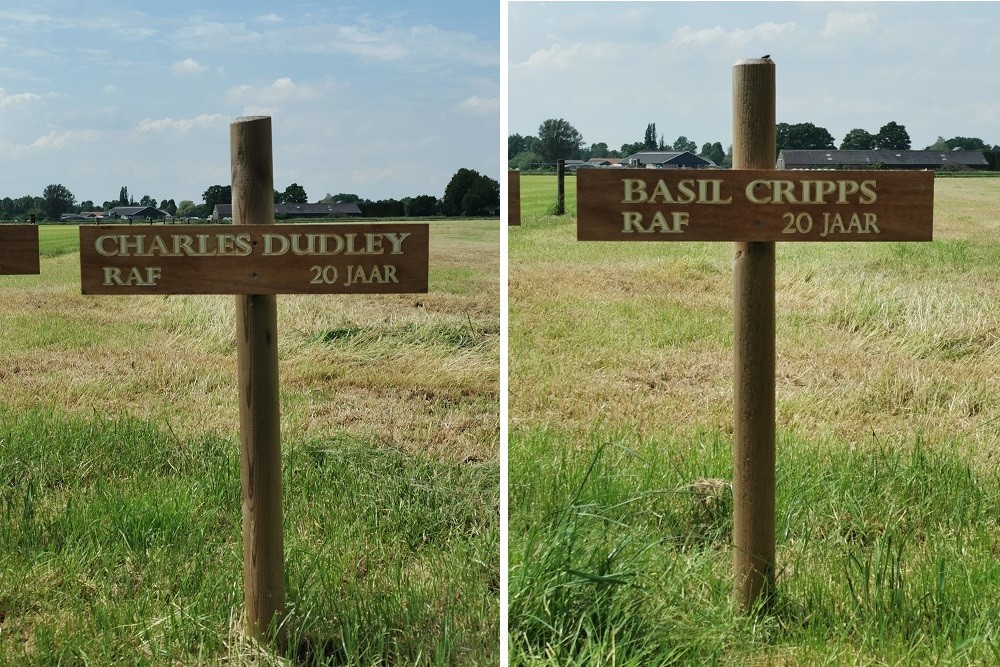 CHARLES DUDLEY
RAF 20 JAAR
BASIL CRIPPS
RAF 20 JAAR